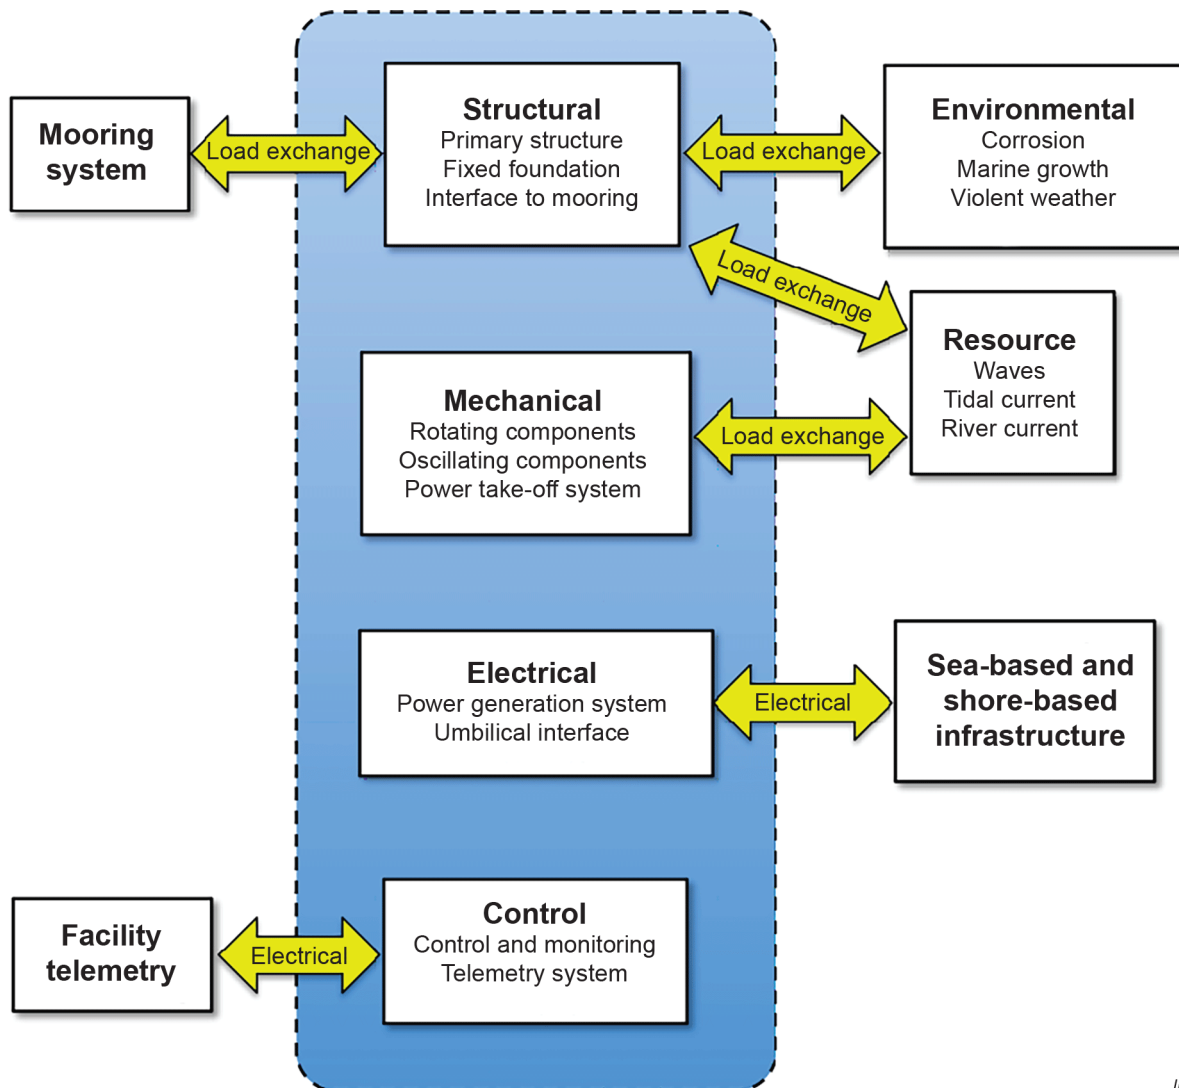 Mooring
system
Load exchange
Structural
Primary structure
Fixed foundation
Interface to mooring
Load exchange
Environmental
Corrosion
Marine growth
Violent weather
Load exchange
Resource
Waves
Tidal current
River current
Mechanical
Rotating components
Oscillating components
Power take-off system
Load exchange
Electrical
Power generation system
Umbilical interface
Electrical
Sea-based and
shore-based
infrastructure
Facility
telemetry
Electrical
Control
Control and monitoring
Telemetry system